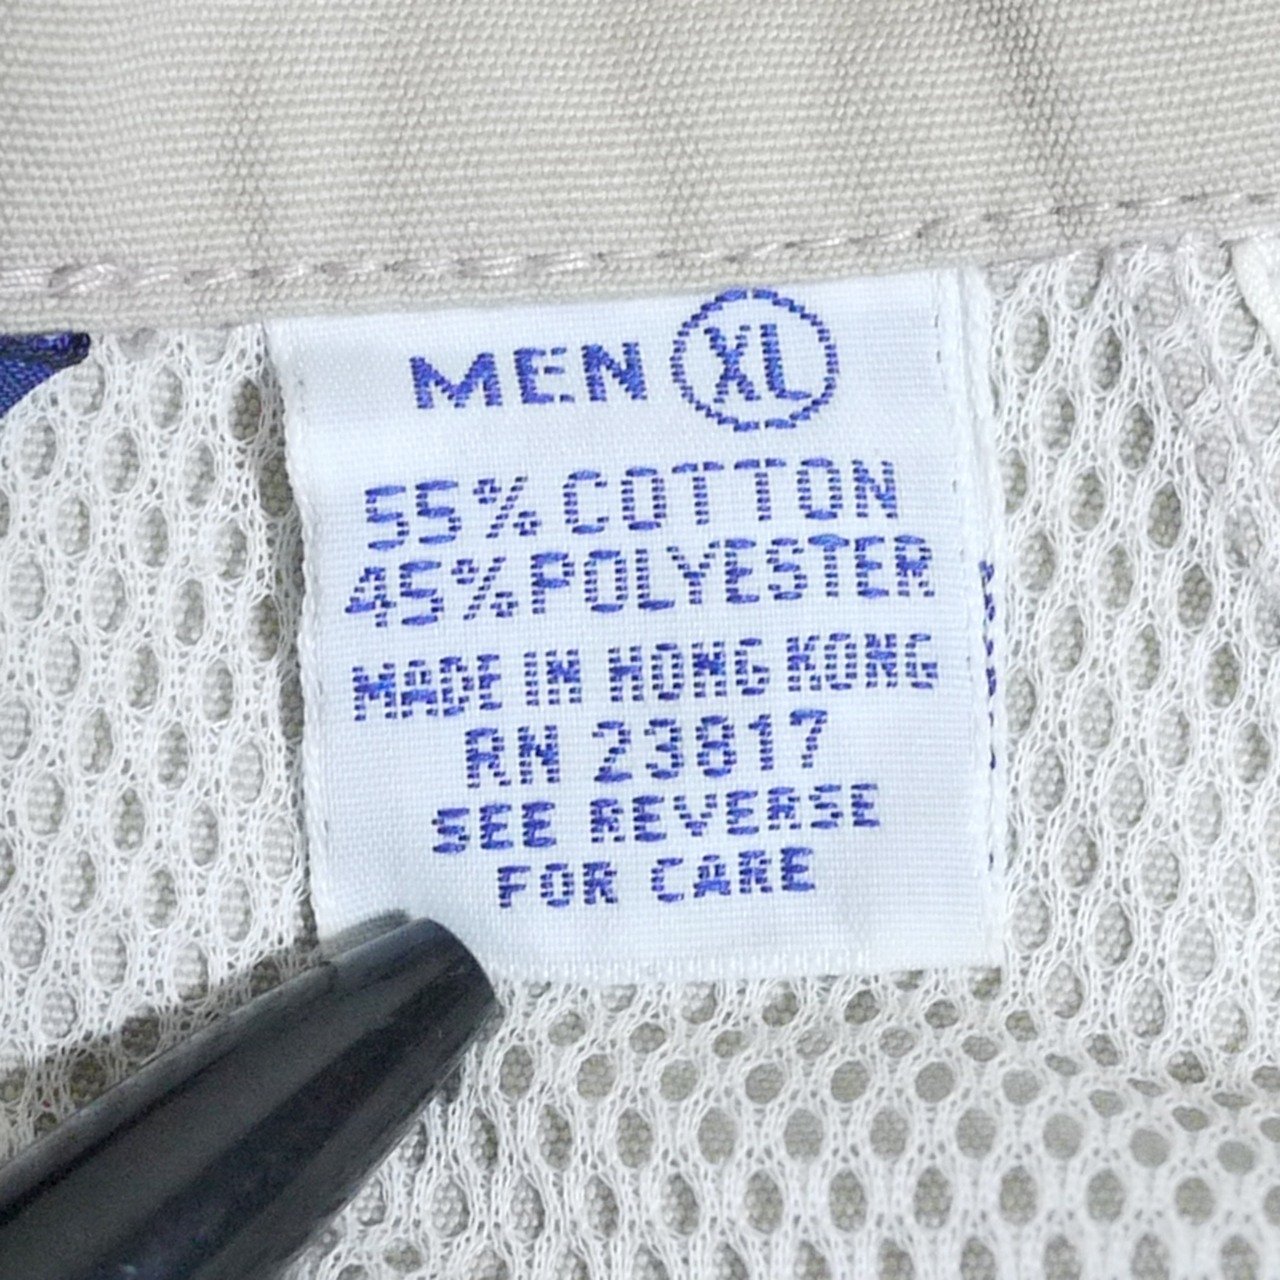 MEN XL
55% COTTON
45% POLYESTER
MADE IN HONG KONG
RN 23817
SEE REVERSE
FOR CARE